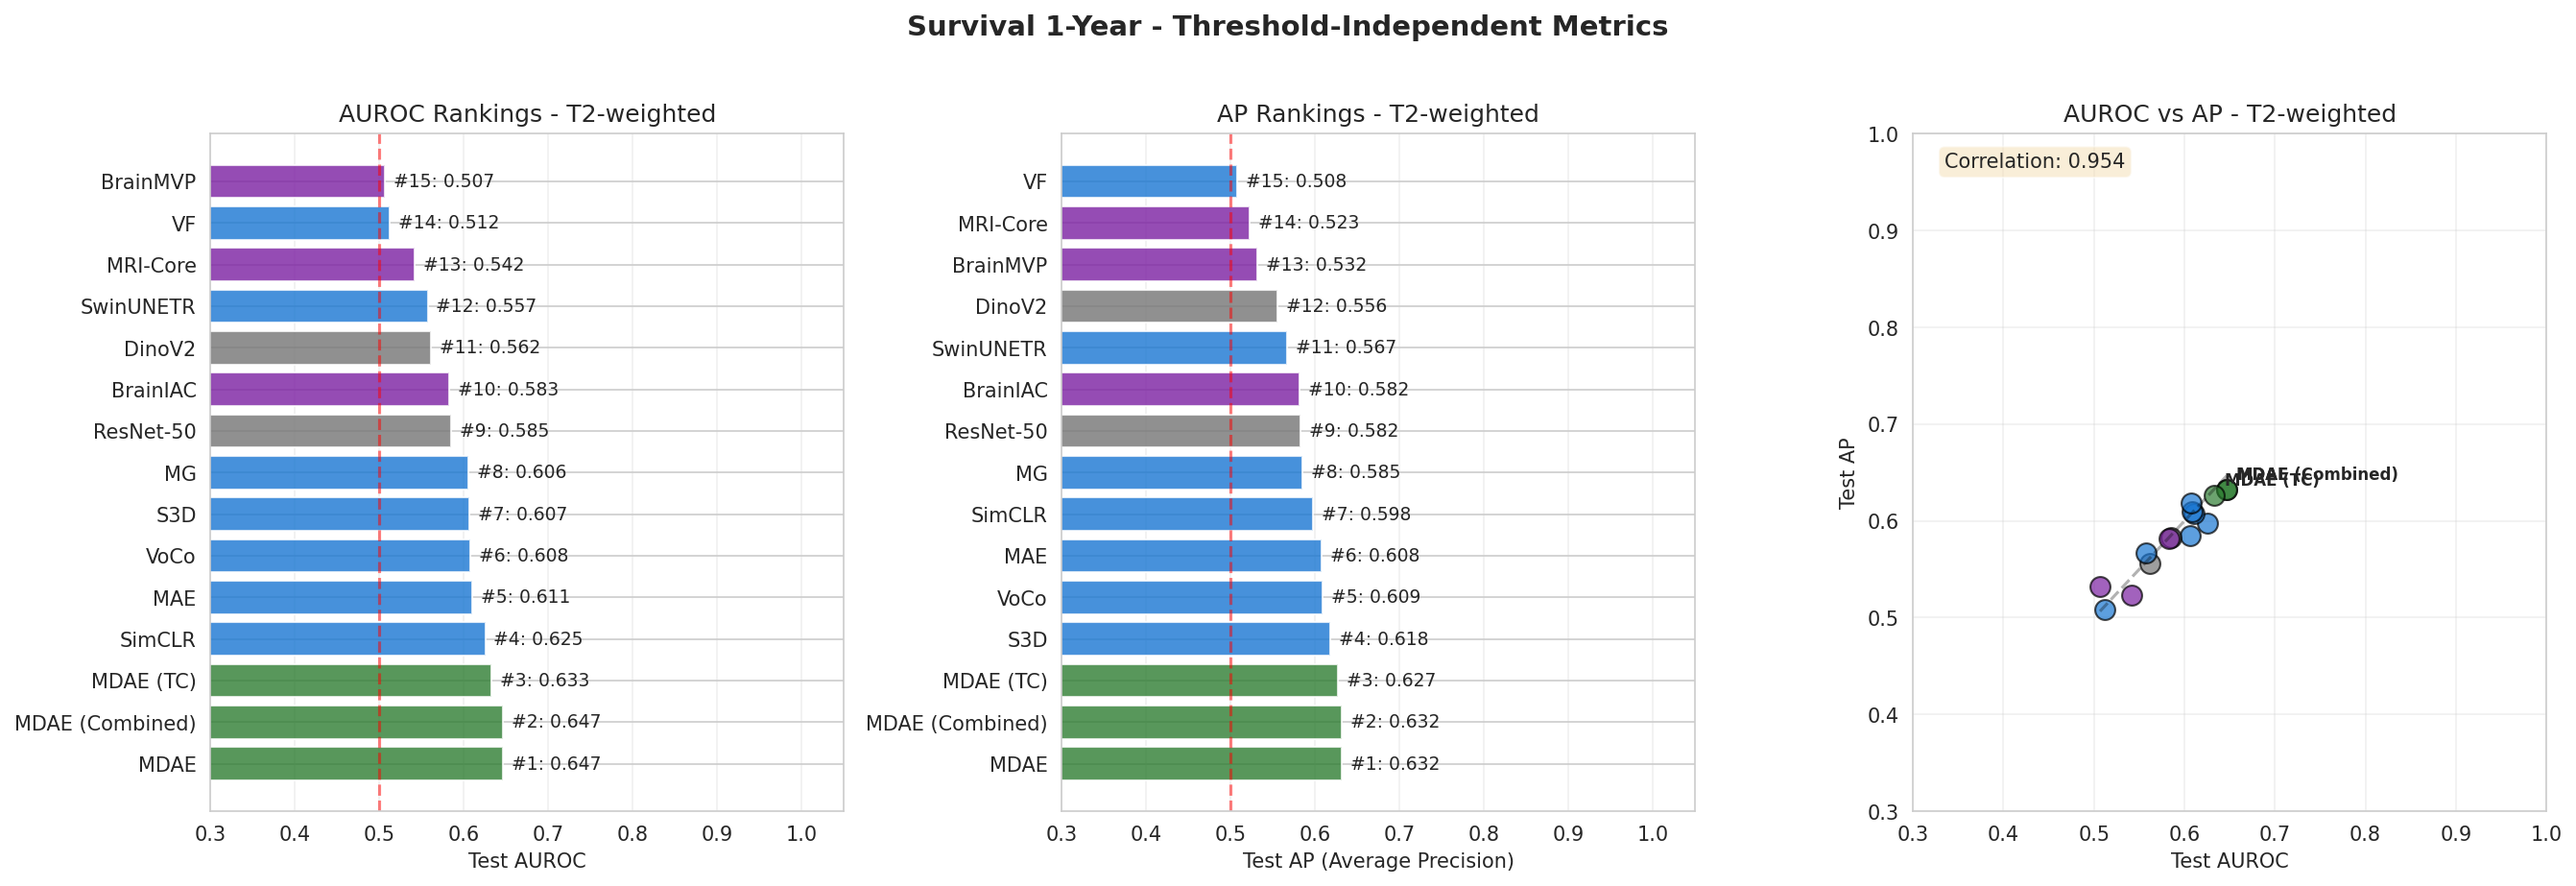 Survival 1-Year - Threshold-Independent Metrics
AUROC Rankings - T2-weighted
BrainMVP
#15: 0.507
VF
#14: 0.512
MRI-Core
#13: 0.542
SwinUNETR
#12: 0.557
DinoV2
#11: 0.562
BrainIAC
#10: 0.583
ResNet-50
#9: 0.585
MG
#8: 0.606
S3D
#7: 0.607
VoCo
#6: 0.608
MAE
#5: 0.611
SimCLR
#4: 0.625
MDAE (TC)
#3: 0.633
MDAE (Combined)
#2: 0.647
MDAE
#1: 0.647
0.3 0.4 0.5 0.6 0.7 0.8 0.9 1.0
Test AUROC
AP Rankings - T2-weighted
VF
#15: 0.508
MRI-Core
#14: 0.523
BrainMVP
#13: 0.532
DinoV2
#12: 0.556
SwinUNETR
#11: 0.567
BrainIAC
#10: 0.582
ResNet-50
#9: 0.582
MG
#8: 0.585
SimCLR
#7: 0.598
MAE
#6: 0.608
VoCo
#5: 0.609
S3D
#4: 0.618
MDAE (TC)
#3: 0.627
MDAE (Combined)
#2: 0.632
MDAE
#1: 0.632
0.3 0.4 0.5 0.6 0.7 0.8 0.9 1.0
Test AP (Average Precision)
AUROC vs AP - T2-weighted
Correlation: 0.954
1.0
0.9
0.8
0.7
0.6
0.5
0.4
0.3
Test AP
MDAE (Combined)
MDAE (TC)
0.3 0.4 0.5 0.6 0.7 0.8 0.9 1.0
Test AUROC